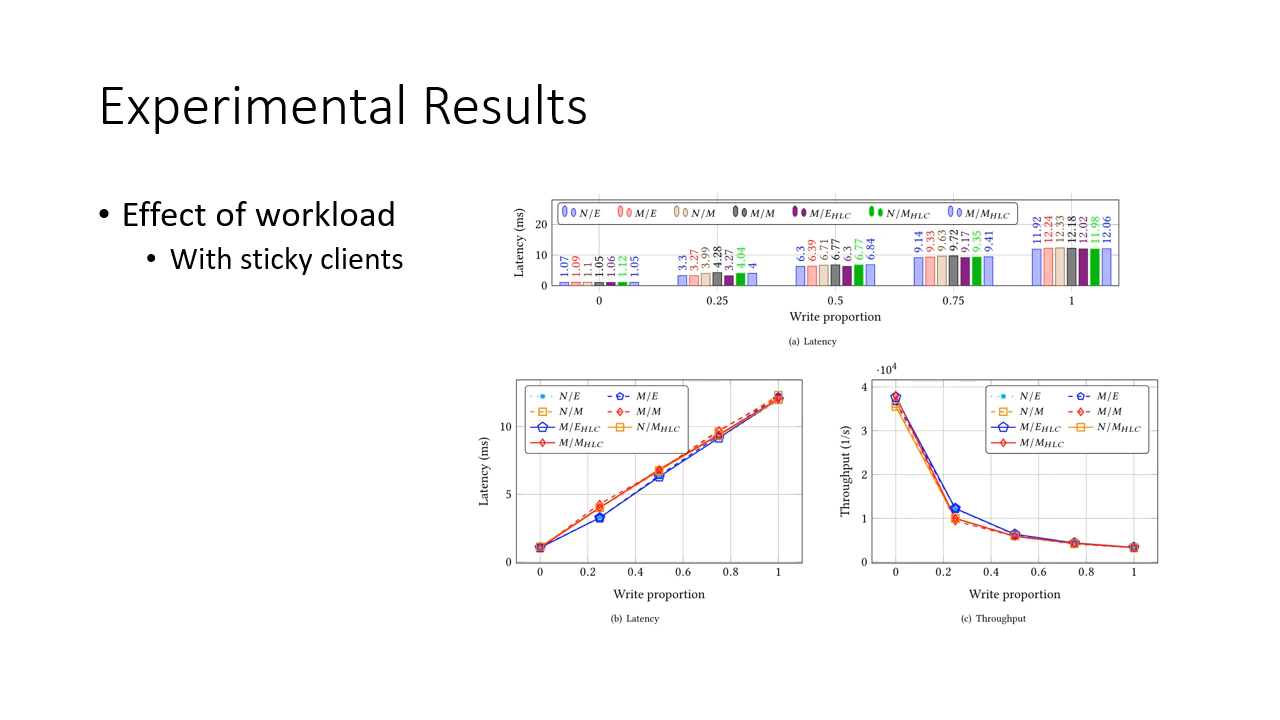 Experimental Results
• Effect of workload
• With sticky clients
Latency (ms)
N/E M/E N/M M/M M/E_HLC N/M_HLC M/M_HLC
20
10
0
1.07 1.09 1.1 1.05 1.06 1.12 1.05
3.3 3.27 3.99 4.28 3.27 4.04 4
6.3 6.39 6.71 6.77 6.3 6.77 6.84
9.14 9.33 9.63 9.72 9.17 9.35 9.41
11.92 12.24 12.33 12.18 12.02 11.98 12.06
0 0.25 0.5 0.75 1
Write proportion
(a) Latency
Latency (ms)
N/E M/E
N/M M/M
M/E_HLC N/M_HLC
M/M_HLC
10
5
0
0 0.2 0.4 0.6 0.8 1
Write proportion
(b) Latency
·10^4
Throughput (1/s)
N/E M/E
N/M M/M
M/E_HLC N/M_HLC
M/M_HLC
4
3
2
1
0
0 0.2 0.4 0.6 0.8 1
Write proportion
(c) Throughput